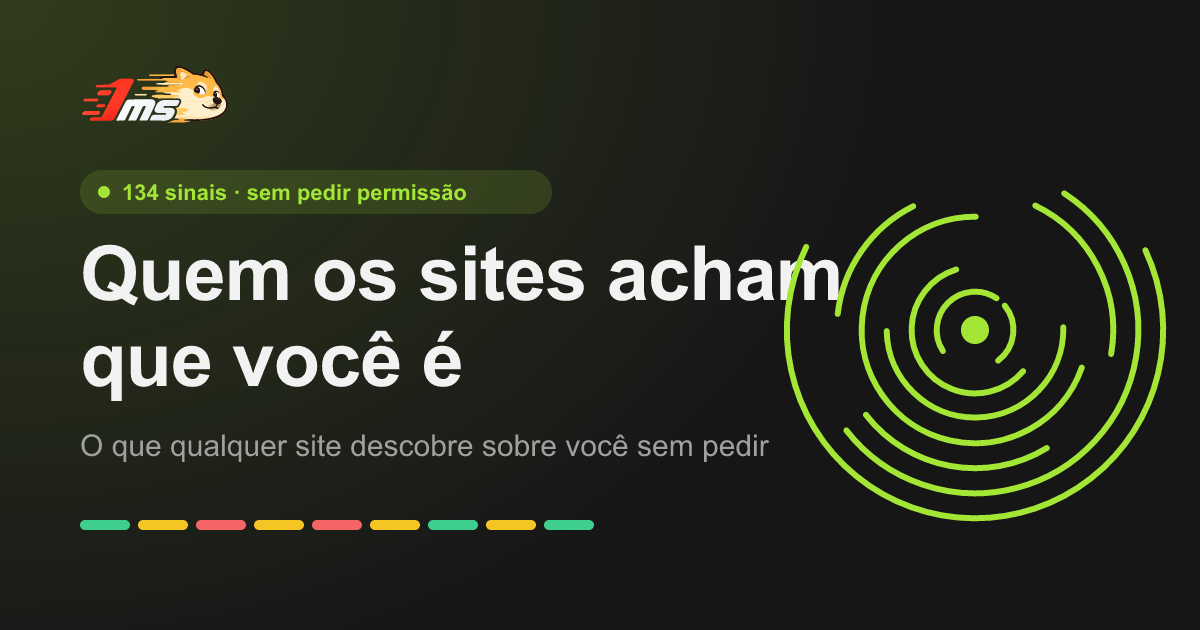 1ms
134 sinais · sem pedir permissão
Quem os sites acham
que você é
O que qualquer site descobre sobre você sem pedir